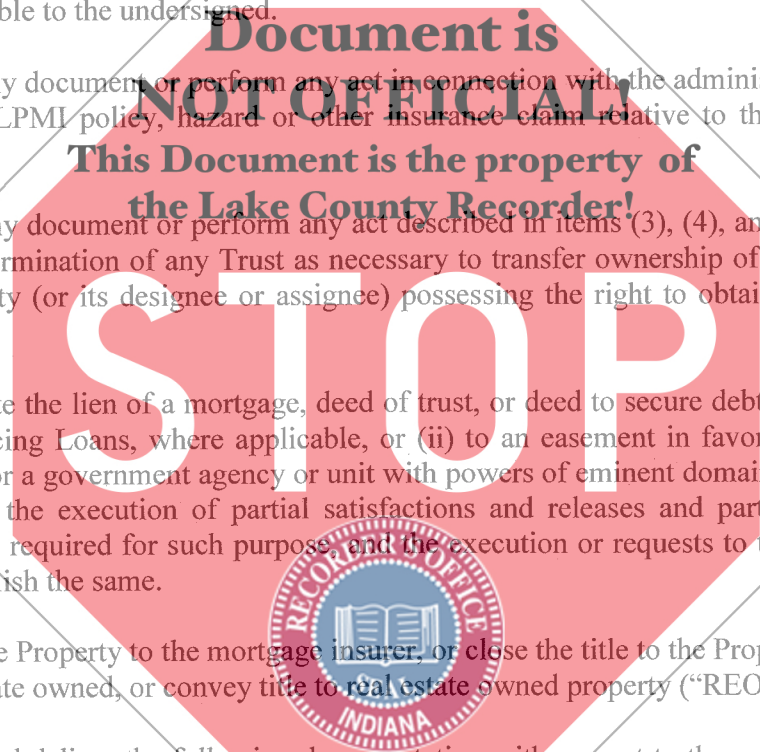 ble to the undersigned.
Document is
y document or perform any act in connection with the adminis
NOT OFFICIAL!
LPMI policy, hazard or other insurance claim relative to th
This Document is the property of
the Lake County Recorder!
y document or perform any act described in items (3), (4), an
rmination of any Trust as necessary to transfer ownership of
ty (or its designee or assignee) possessing the right to obtai
STOP
e the lien of a mortgage, deed of trust, or deed to secure debt
cing Loans, where applicable, or (ii) to an easement in favor
or a government agency or unit with powers of eminent domai
the execution of partial satisfactions and releases and part
required for such purpose, and the execution or requests to t
ish the same.
RECORDER'S OFFICE
SEAL
INDIANA
e Property to the mortgage insurer, or close the title to the Prop
ate owned, or convey title to real estate owned property (“REO